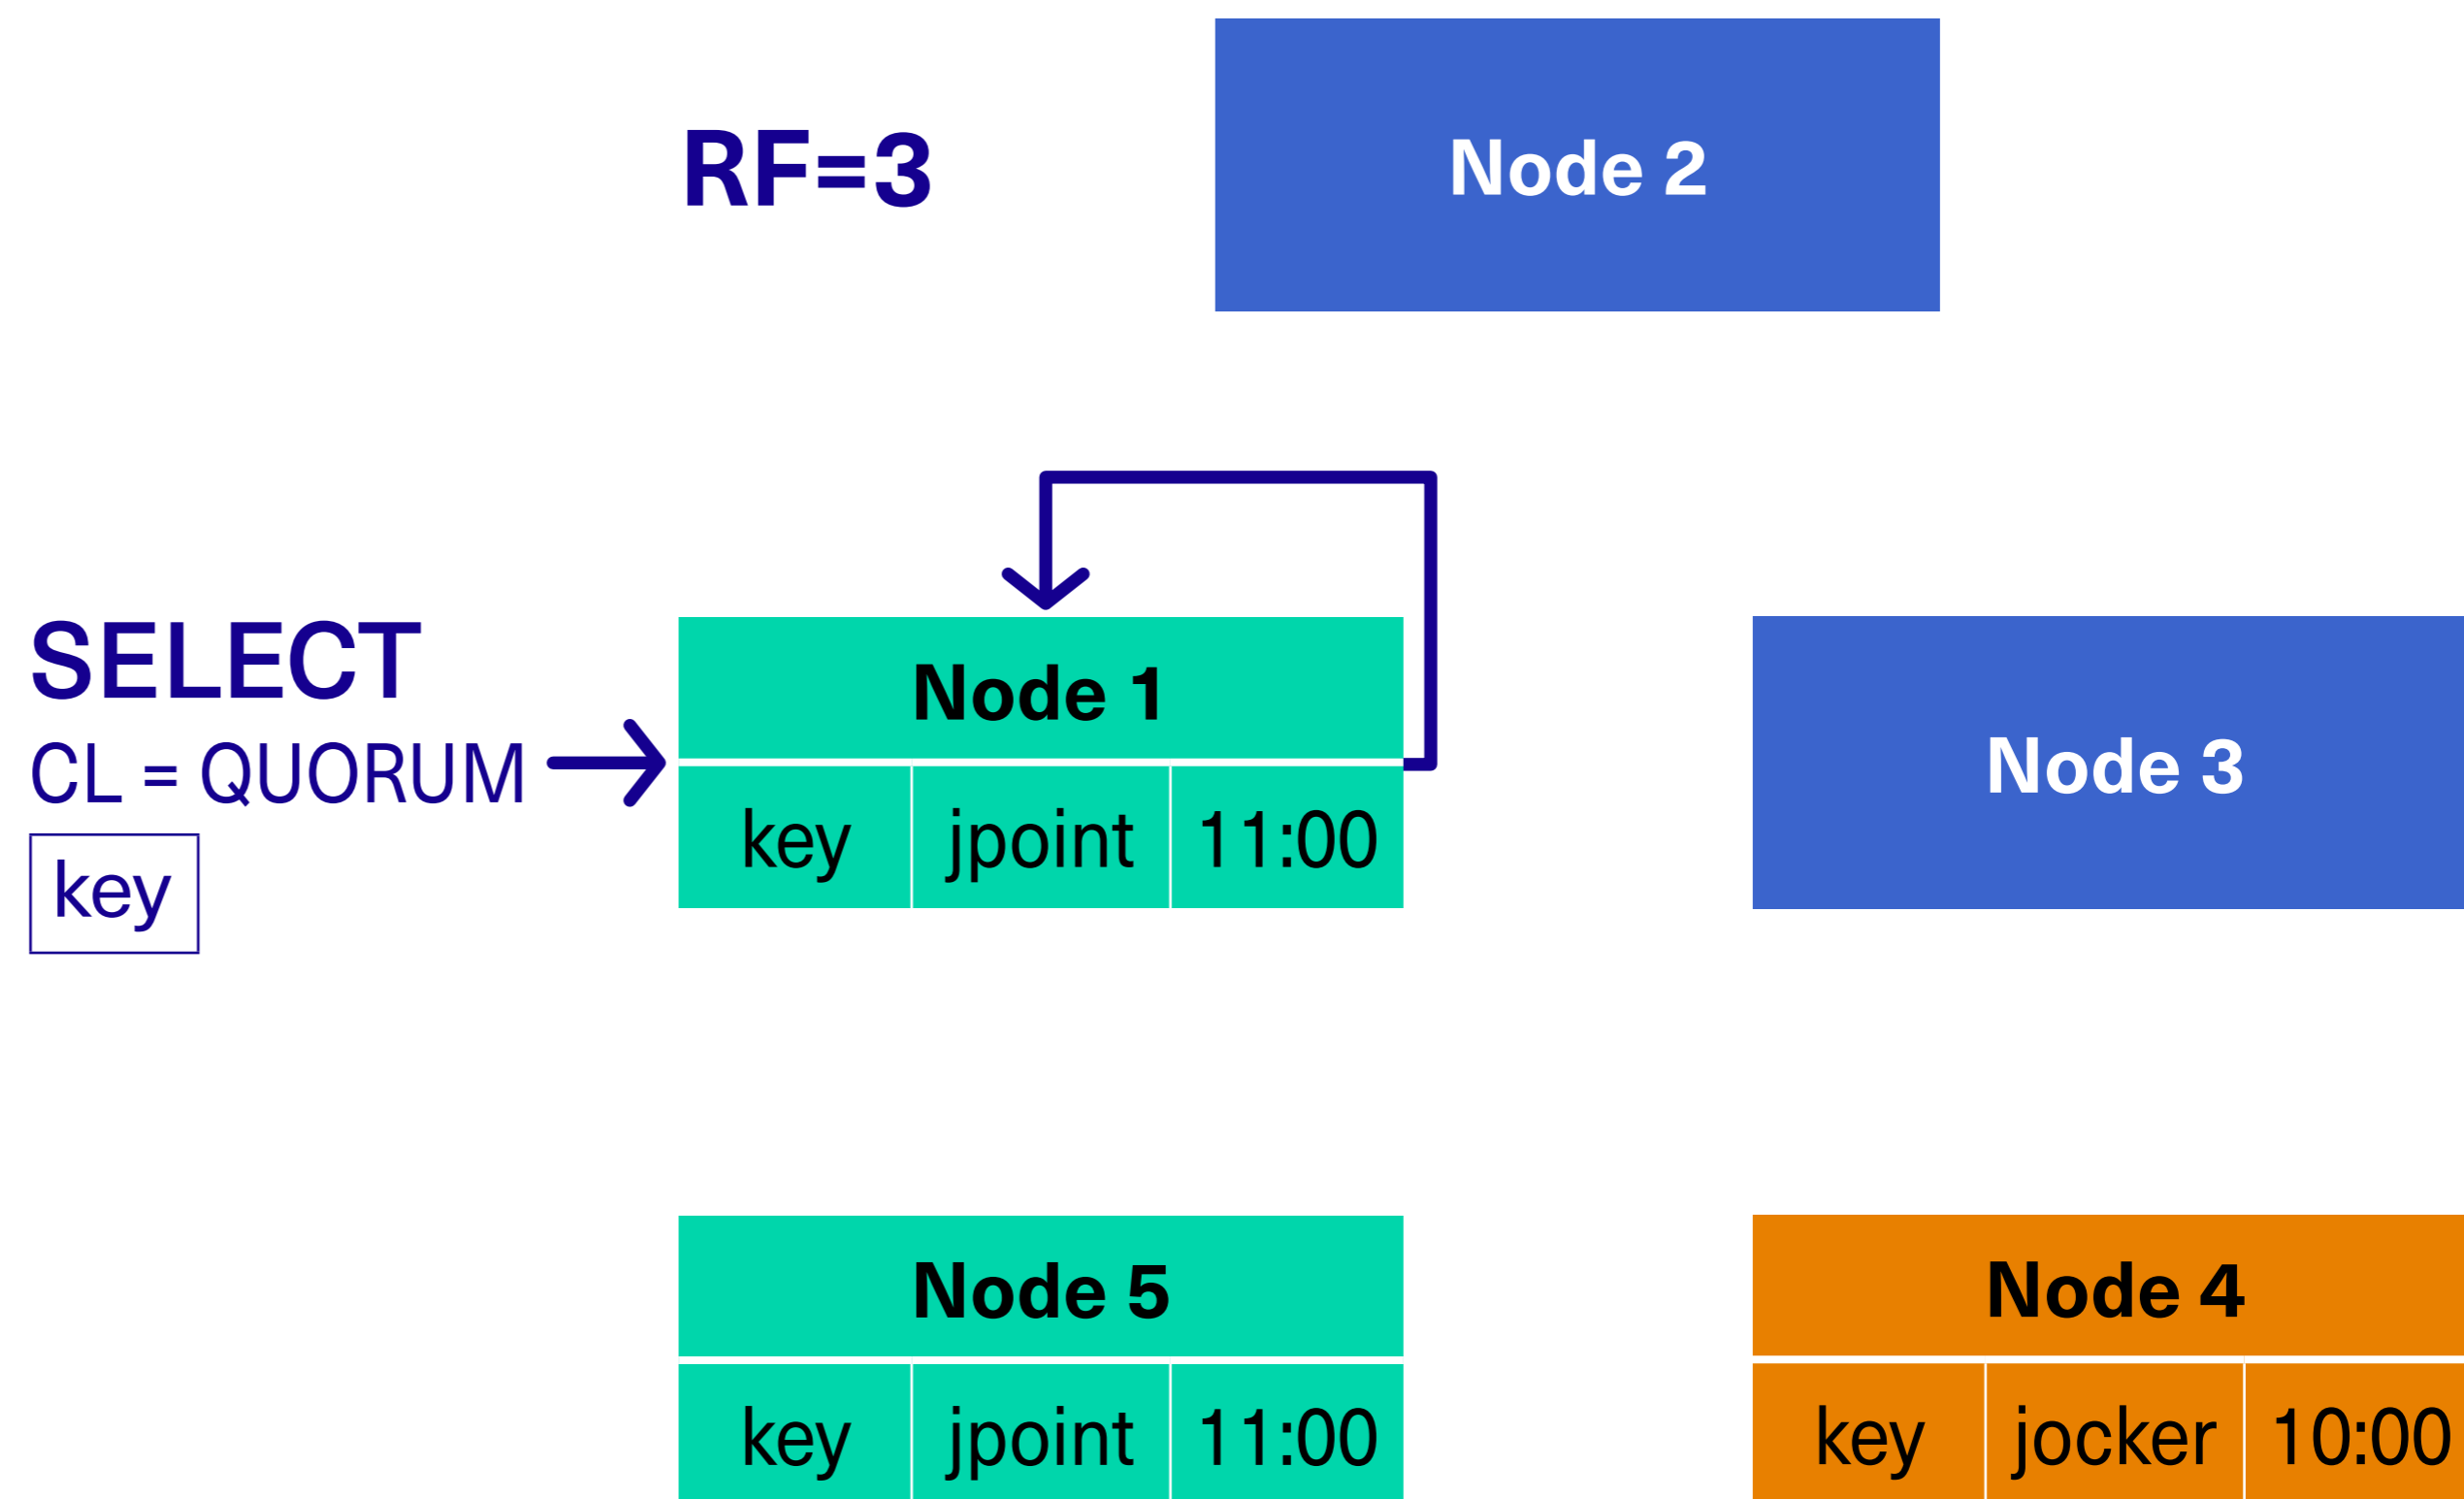 RF=3
Node 2
SELECT
CL = QUORUM
key
Node 1
key jpoint 11:00
Node 3
Node 5
key jpoint 11:00
Node 4
key jocker 10:00